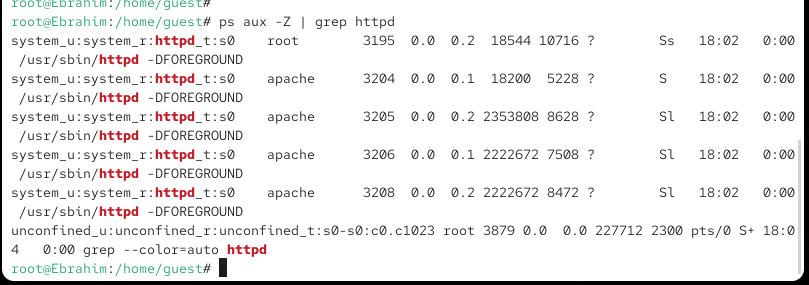 root@Ebrahim:/home/guest#
root@Ebrahim:/home/guest# ps aux -Z | grep httpd
system_u:system_r:httpd_t:s0    root      3195  0.0  0.2  18544 10716 ?        Ss   18:02   0:00
 /usr/sbin/httpd -DFOREGROUND
system_u:system_r:httpd_t:s0    apache    3204  0.0  0.1  18200  5228 ?        S    18:02   0:00
 /usr/sbin/httpd -DFOREGROUND
system_u:system_r:httpd_t:s0    apache    3205  0.0  0.2 2353808 8628 ?        Sl   18:02   0:00
 /usr/sbin/httpd -DFOREGROUND
system_u:system_r:httpd_t:s0    apache    3206  0.0  0.1 2222672 7508 ?        Sl   18:02   0:00
 /usr/sbin/httpd -DFOREGROUND
system_u:system_r:httpd_t:s0    apache    3208  0.0  0.2 2222672 8472 ?        Sl   18:02   0:00
 /usr/sbin/httpd -DFOREGROUND
unconfined_u:unconfined_r:unconfined_t:s0-s0:c0.c1023 root 3879 0.0  0.0 227712 2300 pts/0 S+ 18:0
4   0:00 grep --color=auto httpd
root@Ebrahim:/home/guest#